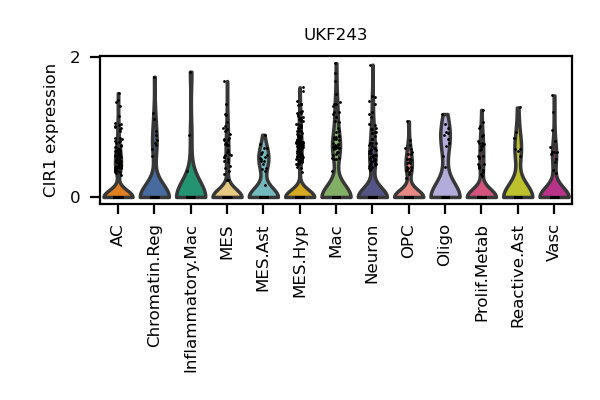 UKF243
CIR1 expression
2
0
AC
Chromatin.Reg
Inflammatory.Mac
MES
MES.Ast
MES.Hyp
Mac
Neuron
OPC
Oligo
Prolif.Metab
Reactive.Ast
Vasc